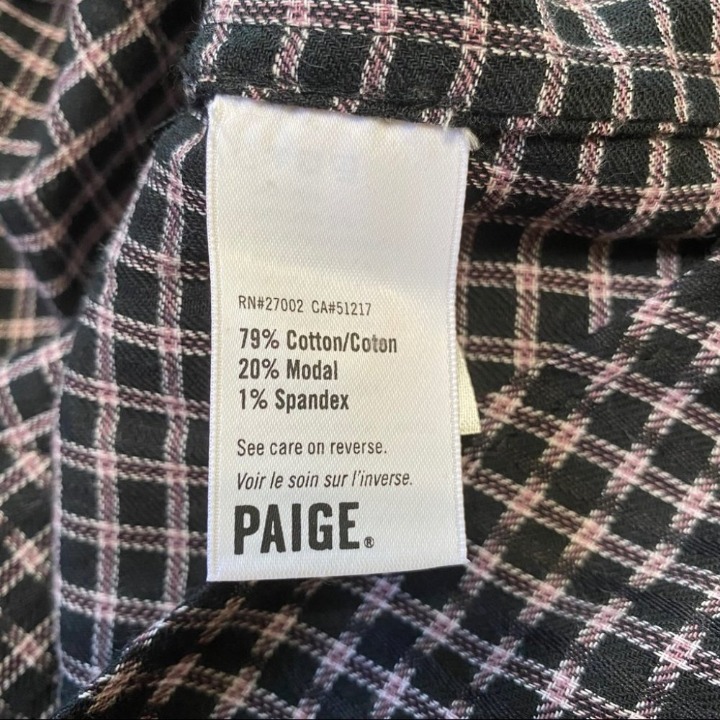 RN#27002 CA#51217
79% Cotton/Coton
20% Modal
1% Spandex
See care on reverse.
Voir le soin sur l'inverse.
PAIGE®